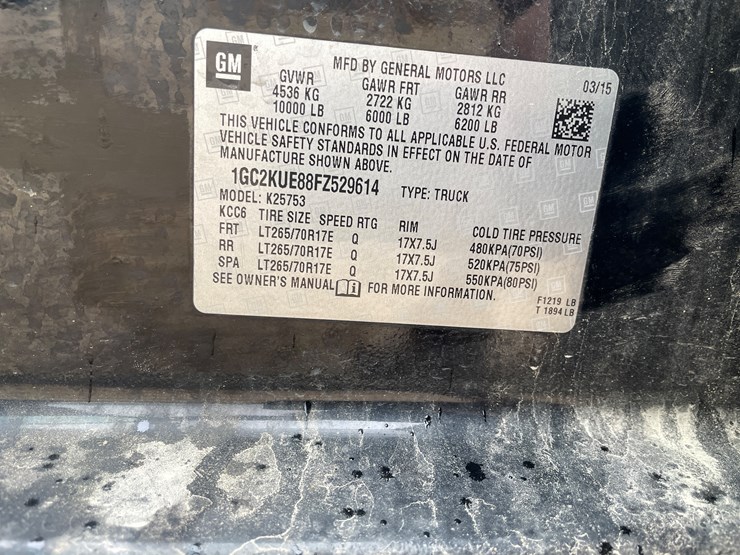 GM
MFD BY GENERAL MOTORS LLC
03/15
GVWR GAWR FRT GAWR RR
4536 KG 2722 KG 2812 KG
10000 LB 6000 LB 6200 LB
THIS VEHICLE CONFORMS TO ALL APPLICABLE U.S. FEDERAL MOTOR
VEHICLE SAFETY STANDARDS IN EFFECT ON THE DATE OF
MANUFACTURE SHOWN ABOVE.
1GC2KUE88FZ529614 TYPE: TRUCK
MODEL: K25753
KCC6 TIRE SIZE SPEED RTG RIM COLD TIRE PRESSURE
FRT LT265/70R17E Q 17X7.5J 480KPA(70PSI)
RR LT265/70R17E Q 17X7.5J 520KPA(75PSI)
SPA LT265/70R17E Q 17X7.5J 550KPA(80PSI)
SEE OWNER'S MANUAL FOR MORE INFORMATION.
F1219 LB
T 1894 LB